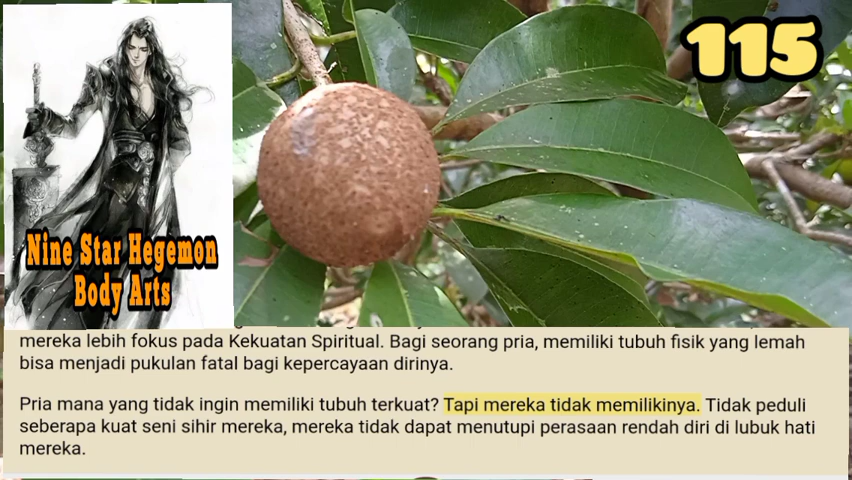 115
Nine Star Hegemon
Body Arts
mereka lebih fokus pada Kekuatan Spiritual. Bagi seorang pria, memiliki tubuh fisik yang lemah
bisa menjadi pukulan fatal bagi kepercayaan dirinya.
Pria mana yang tidak ingin memiliki tubuh terkuat? Tapi mereka tidak memilikinya. Tidak peduli
seberapa kuat seni sihir mereka, mereka tidak dapat menutupi perasaan rendah diri di lubuk hati
mereka.